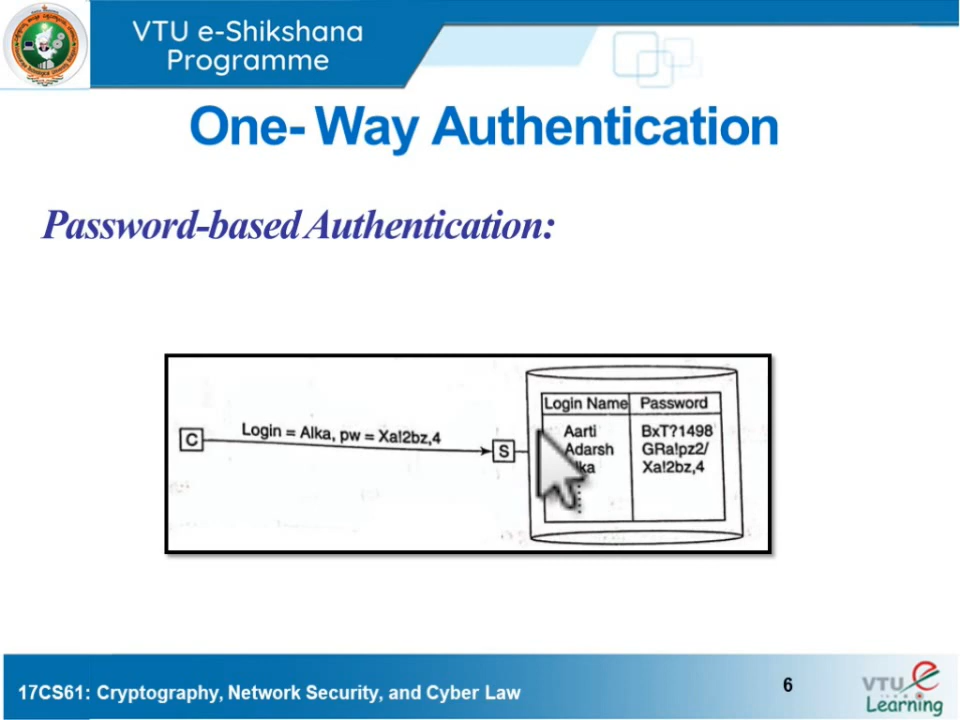 VTU e-Shikshana
Programme
One- Way Authentication
Password-based Authentication:
C
Login = Alka, pw = Xa!2bz,4
S
Login Name Password
Aarti BxT?1498
Adarsh GRa!pz2/
Xa!2bz,4
17CS61: Cryptography, Network Security, and Cyber Law
6
VTU
Learning